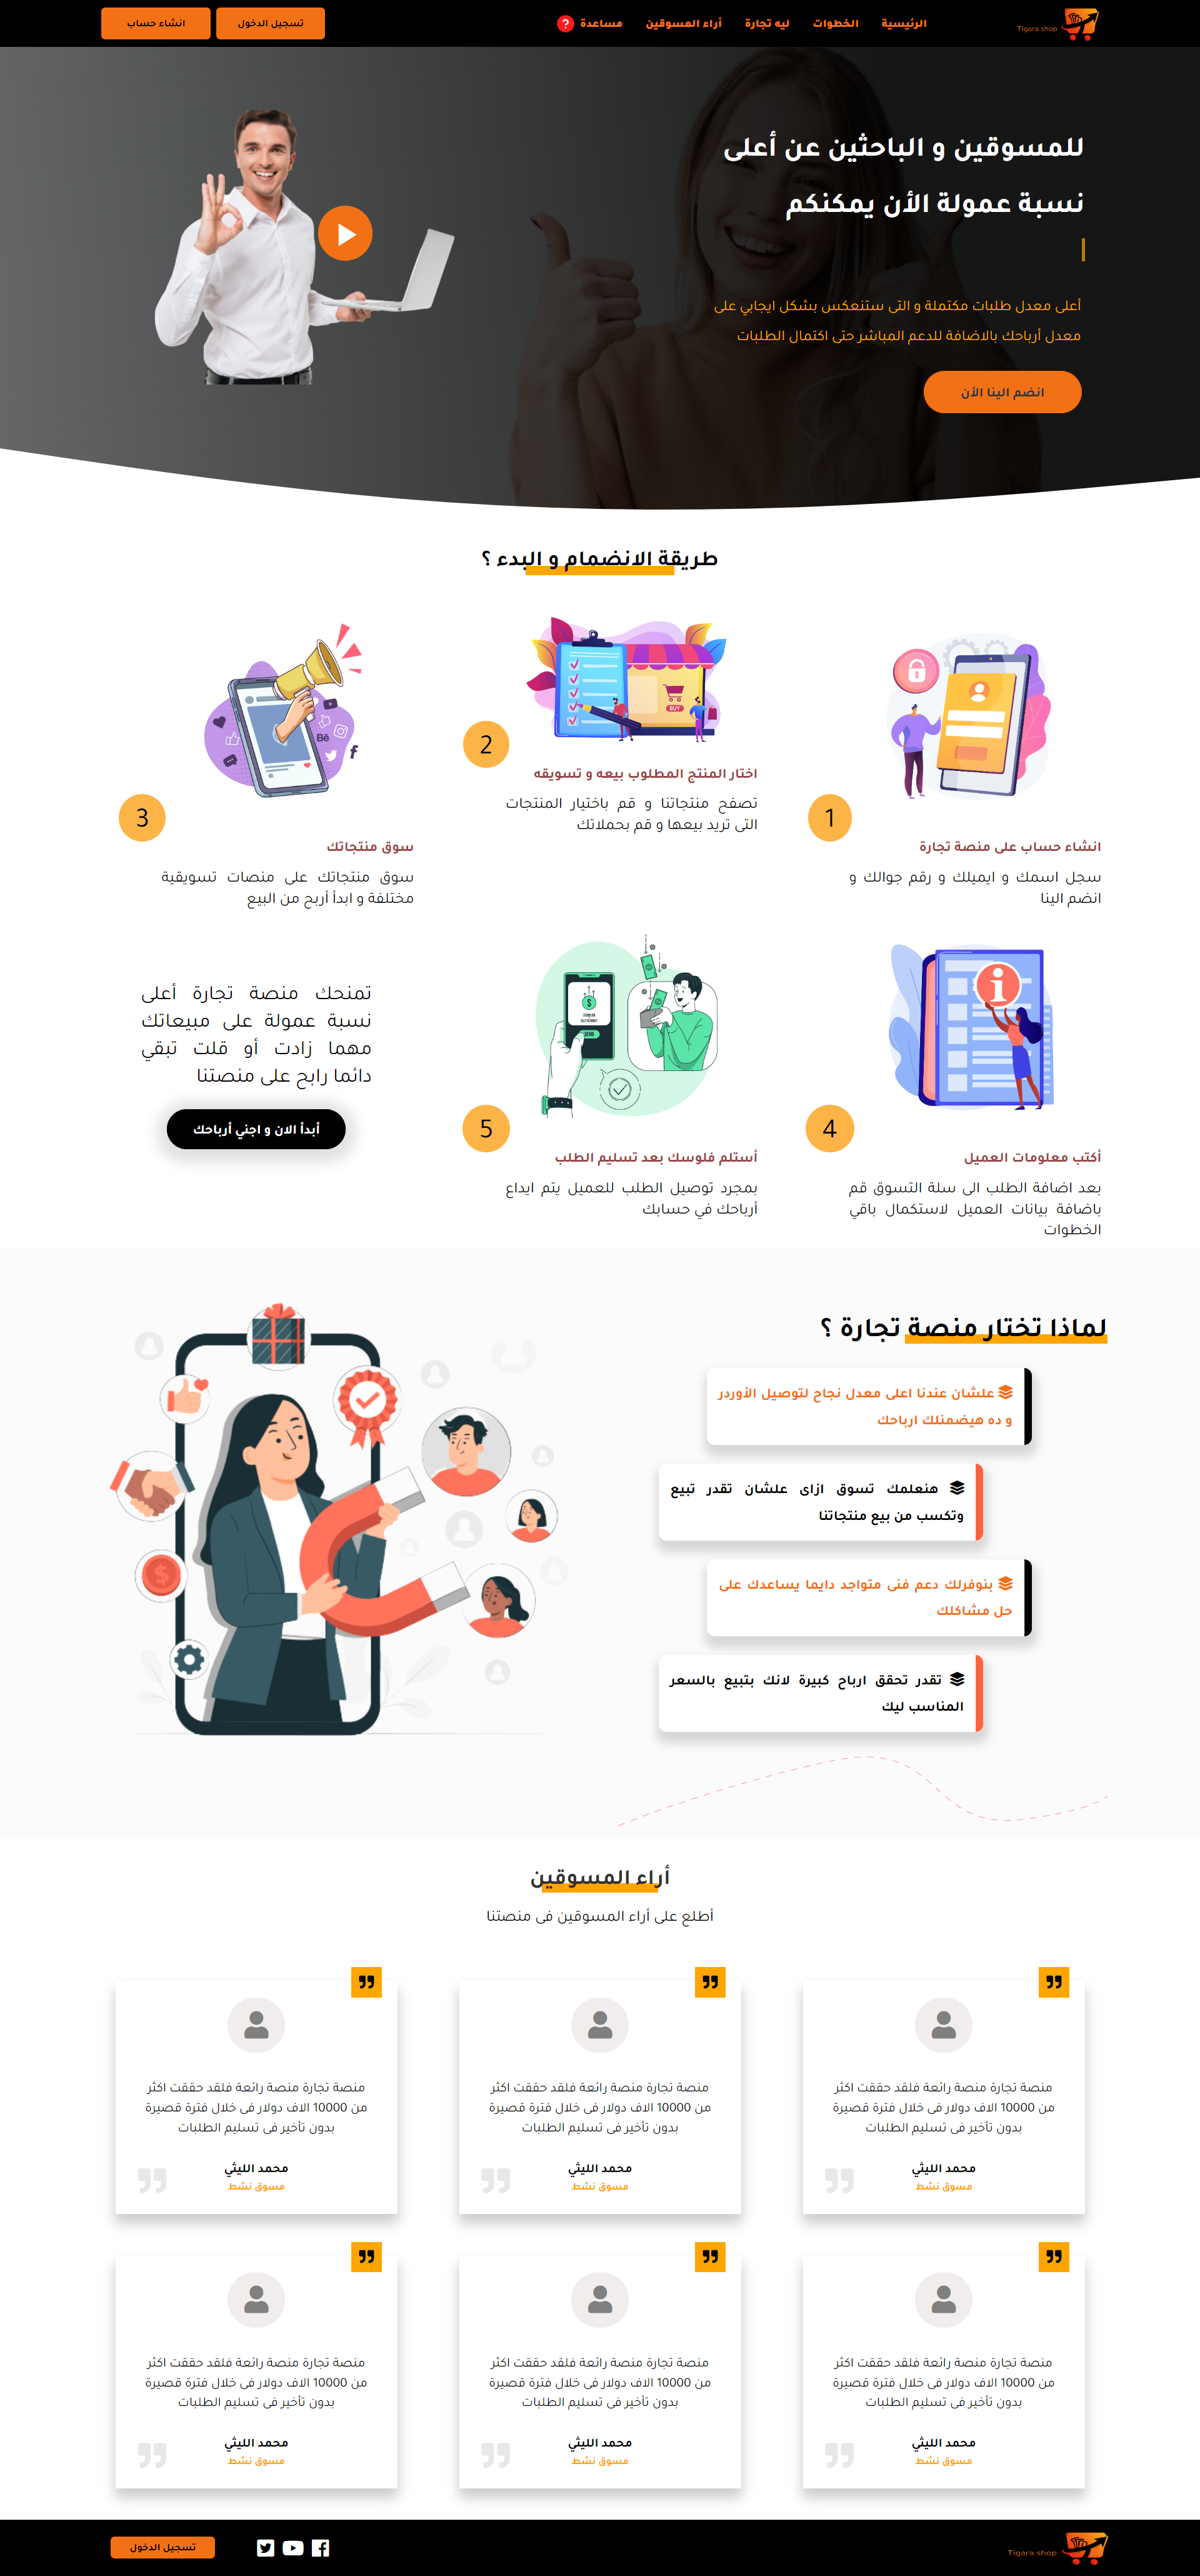 Tigara.shop
الرئيسية
الخطوات
ليه تجارة
أراء المسوقين
مساعدة ?
تسجيل الدخول
انشاء حساب
للمسوقين و الباحثين عن أعلى
نسبة عمولة الأن يمكنكم
أعلى معدل طلبات مكتملة و التى ستنعكس بشكل ايجابي على
معدل أرباحك بالاضافة للدعم المباشر حتى اكتمال الطلبات
انضم الينا الأن
طريقة الانضمام و البدء ؟
1
انشاء حساب على منصة تجارة
سجل اسمك و ايميلك و رقم جوالك و
انضم الينا
BUY
2
اختار المنتج المطلوب بيعه و تسويقه
تصفح منتجاتنا و قم باختيار المنتجات
التى تريد بيعها و قم بحملاتك
Bē
f
3
سوق منتجاتك
سوق منتجاتك على منصات تسويقية
مختلفة و ابدأ أربح من البيع
i
4
أكتب معلومات العميل
بعد اضافة الطلب الى سلة التسوق قم
باضافة بيانات العميل لاستكمال باقي
الخطوات
$
SEND
5
أستلم فلوسك بعد تسليم الطلب
بمجرد توصيل الطلب للعميل يتم ايداع
أرباحك في حسابك
تمنحك منصة تجارة أعلى
نسبة عمولة على مبيعاتك
مهما زادت أو قلت تبقي
دائما رابح على منصتنا
أبدأ الان و اجني أرباحك
لماذا تختار منصة تجارة ؟
علشان عندنا اعلى معدل نجاح لتوصيل الأوردر
و ده هيضمنلك ارباحك
هنعلمك تسوق ازاى علشان تقدر تبيع
وتكسب من بيع منتجاتنا
بنوفرلك دعم فنى متواجد دايما يساعدك على
حل مشاكلك
تقدر تحقق ارباح كبيرة لانك بتبيع بالسعر
المناسب ليك
$
أراء المسوقين
أطلع على أراء المسوقين فى منصتنا
منصة تجارة منصة رائعة فلقد حققت اكثر
من 10000 الاف دولار فى خلال فترة قصيرة
بدون تأخير فى تسليم الطلبات
محمد الليثي
مسوق نشط
منصة تجارة منصة رائعة فلقد حققت اكثر
من 10000 الاف دولار فى خلال فترة قصيرة
بدون تأخير فى تسليم الطلبات
محمد الليثي
مسوق نشط
منصة تجارة منصة رائعة فلقد حققت اكثر
من 10000 الاف دولار فى خلال فترة قصيرة
بدون تأخير فى تسليم الطلبات
محمد الليثي
مسوق نشط
منصة تجارة منصة رائعة فلقد حققت اكثر
من 10000 الاف دولار فى خلال فترة قصيرة
بدون تأخير فى تسليم الطلبات
محمد الليثي
مسوق نشط
منصة تجارة منصة رائعة فلقد حققت اكثر
من 10000 الاف دولار فى خلال فترة قصيرة
بدون تأخير فى تسليم الطلبات
محمد الليثي
مسوق نشط
منصة تجارة منصة رائعة فلقد حققت اكثر
من 10000 الاف دولار فى خلال فترة قصيرة
بدون تأخير فى تسليم الطلبات
محمد الليثي
مسوق نشط
Tigara.shop
تسجيل الدخول